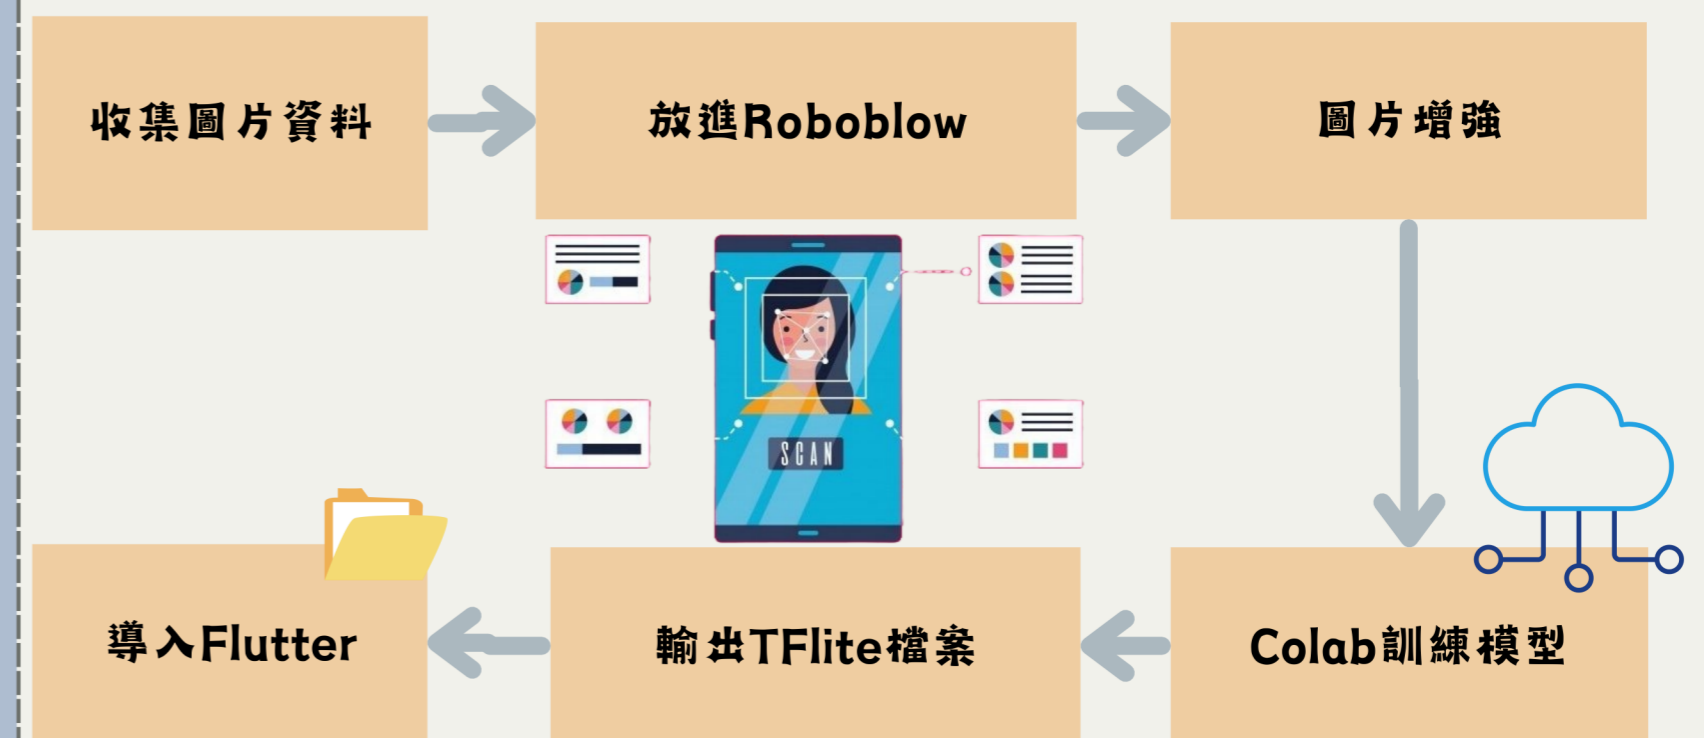 收集圖片資料
放進Roboblow
圖片增強
SCAN
Colab訓練模型
輸出TFlite檔案
導入Flutter